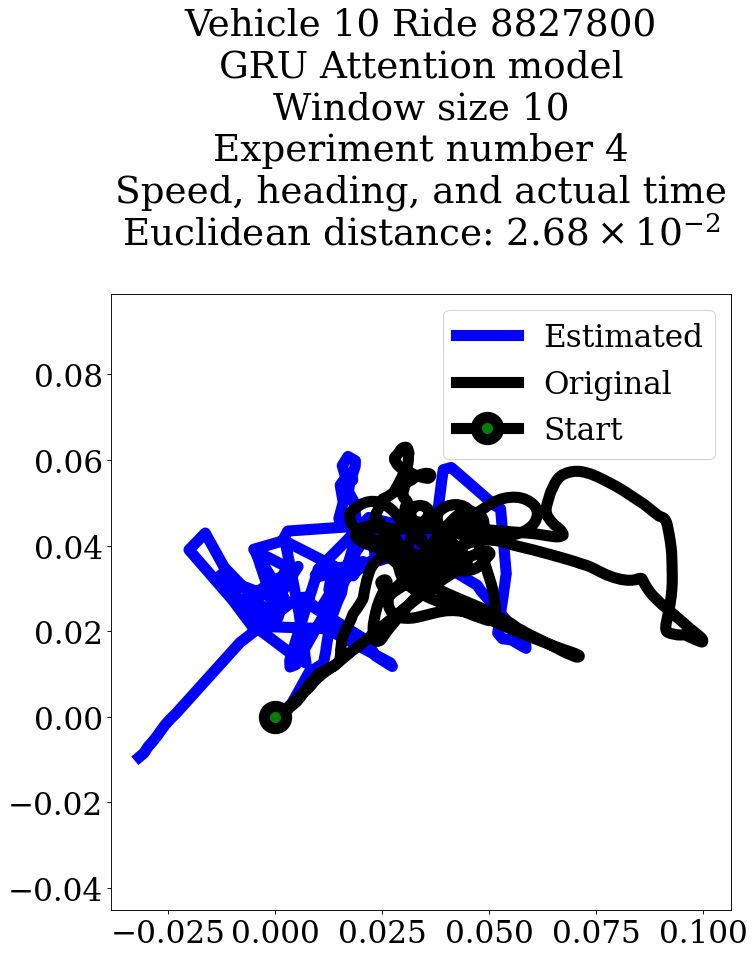 Vehicle 10 Ride 8827800
GRU Attention model
Window size 10
Experiment number 4
Speed, heading, and actual time
Euclidean distance: 2.68 × 10⁻²
Estimated
Original
Start
0.08
0.06
0.04
0.02
0.00
−0.02
−0.04
−0.025 0.000 0.025 0.050 0.075 0.100